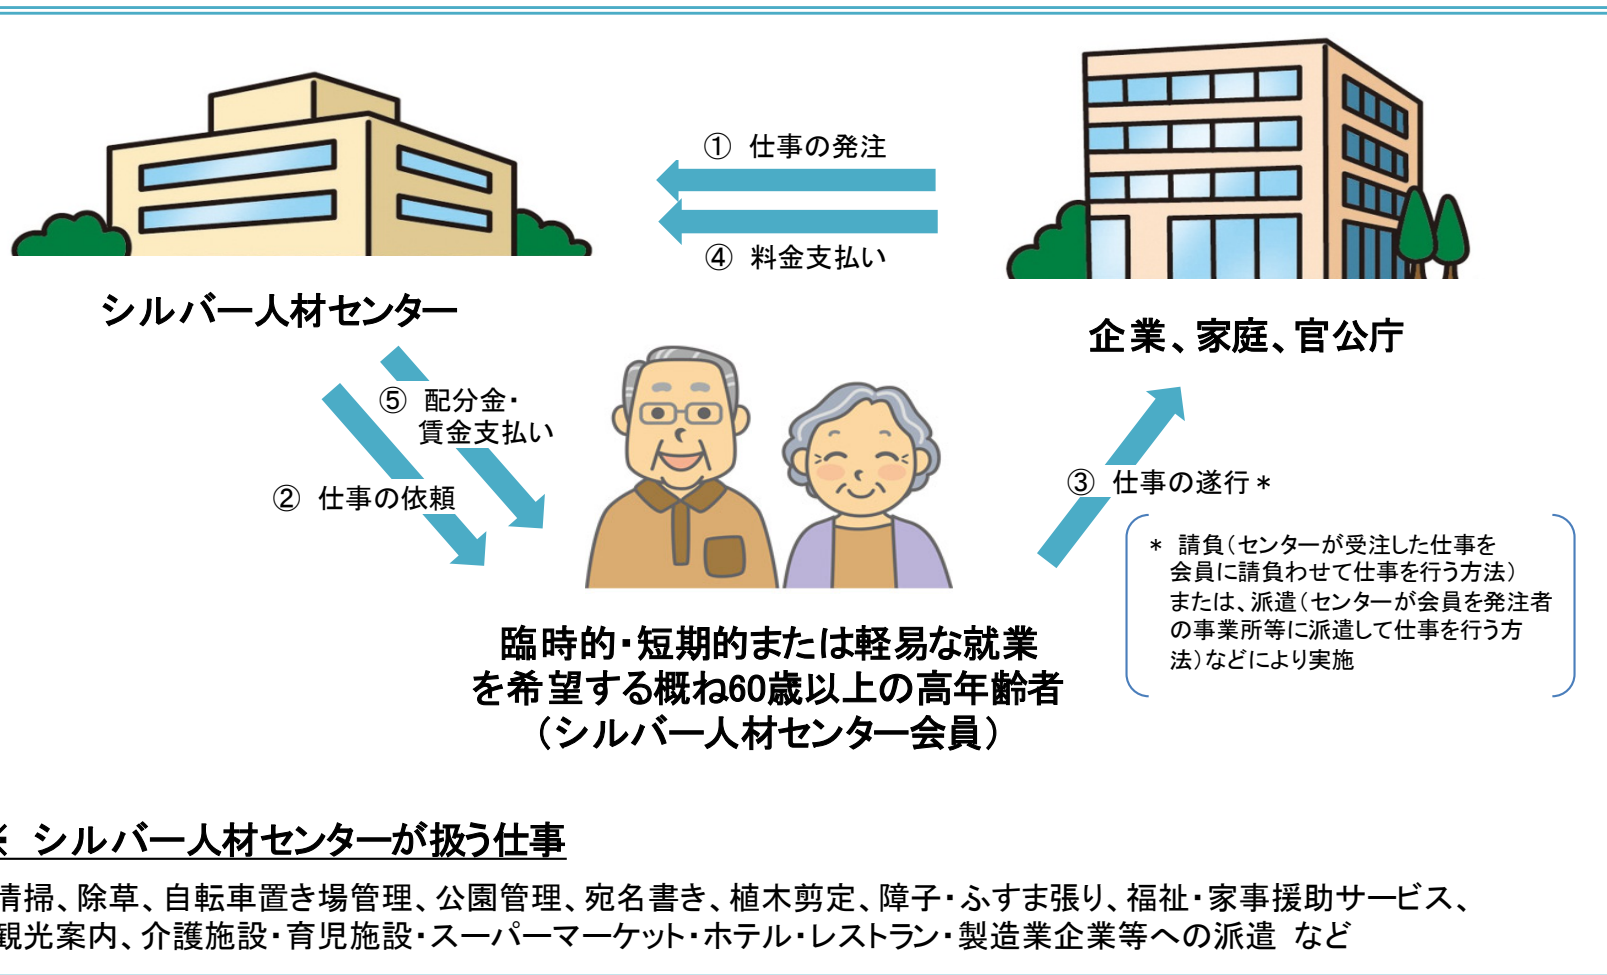 ① 仕事の発注
④ 料金支払い
シルバー人材センター
企業、家庭、官公庁
⑤ 配分金・
賃金支払い
② 仕事の依頼
③ 仕事の遂行＊
＊ 請負（センターが受注した仕事を
会員に請負わせて仕事を行う方法）
または、派遣（センターが会員を発注者
の事業所等に派遣して仕事を行う方
法）などにより実施
臨時的・短期的または軽易な就業
を希望する概ね60歳以上の高年齢者
（シルバー人材センター会員）
※ シルバー人材センターが扱う仕事
清掃、除草、自転車置き場管理、公園管理、宛名書き、植木剪定、障子・ふすま張り、福祉・家事援助サービス、
観光案内、介護施設・育児施設・スーパーマーケット・ホテル・レストラン・製造業企業等への派遣 など